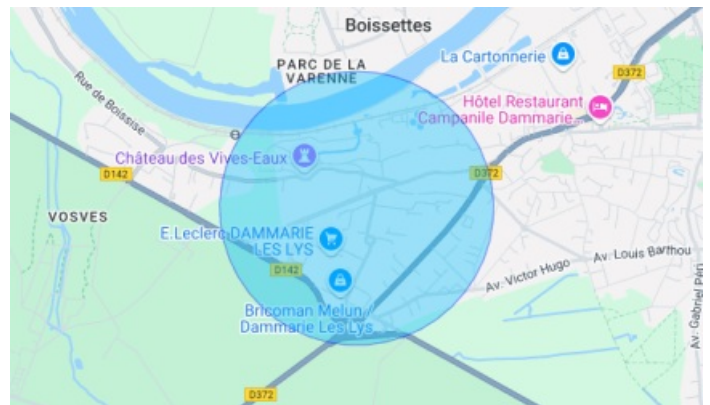 Boissettes
La Cartonnerie
PARC DE LA
VARENNE
D372
Hôtel Restaurant
Campanile Dammarie...
Rue de Boissise
Château des Vives-Eaux
D142
D372
VOSVES
E.Leclerc DAMMARIE
LES LYS
D142
Av. Victor Hugo
Av. Louis Barthou
Av. Gabriel Péri
Bricoman Melun /
Dammarie Les Lys
D372